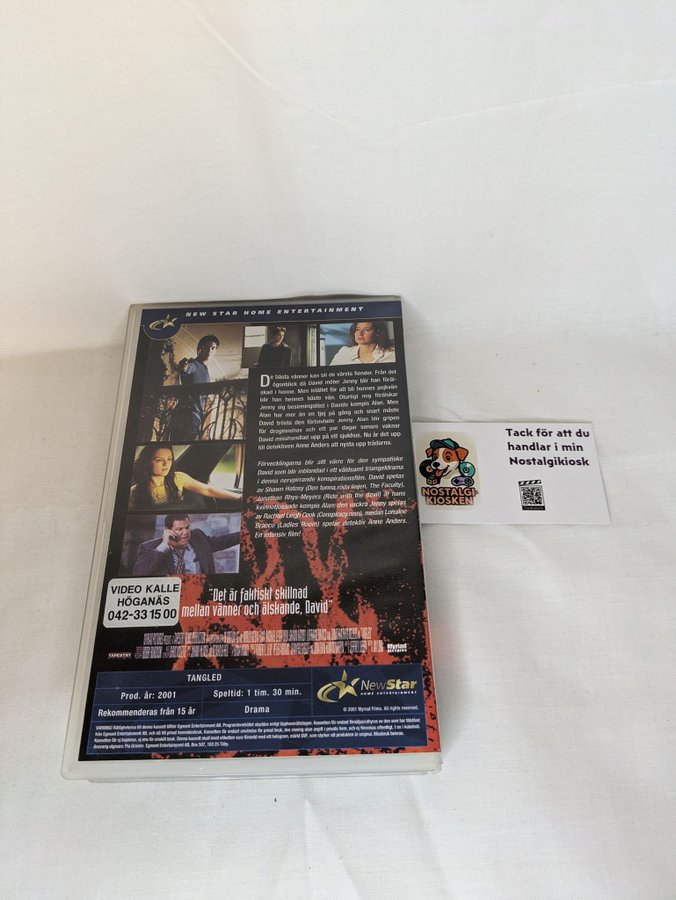 NEW STAR HOME ENTERTAINMENT
De bästa vänner kan bli de värsta fiender. Från det
ögonblick då David möter Jenny blir han föräl-
skad i henne. Men istället för att bli hennes pojkvän
blir han hennes bäste vän. Oturligt nog förälskar
Jenny sig besinningslöst i Davids kompis Alan. Men
Alan har mer än en tjej på gång och snart måste
David trösta den förtvivlade Jenny. Alan blir gripen
för droginnehav och ett par dagar senare vaknar
David misshandlad upp på ett sjukhus. Nu är det upp
till detektiven Anne Anders att nysta upp trådarna.
Förvecklingarna blir allt värre för den sympatiske
David som blir inblandad i ett våldsamt triangeldrama
i denna nervpirrande konspirationsfilm. David spelas
av Shawn Hatosy (Den tunna röda linjen, The Faculty),
Jonathan Rhys-Meyers (Ride with the devil) är hans
kvinnotjusande kompis Alan, den vackra Jenny spelas
av Rachael Leigh Cook (Conspiracy.com), medan Lorraine
Bracco (Ladies Room) spelar detektiv Anne Anders.
En intensiv film!
VIDEO KALLE
HÖGANÄS
042-33 15 00
"Det är faktiskt skillnad
mellan vänner och älskande, David"
TAPESTRY
Myriad
pictures
TANGLED
Prod. år: 2001
Speltid: 1 tim. 30 min.
Rekommenderas från 15 år
Drama
NewStar
HOME ENTERTAINMENT
© 2001 Myriad Films. All rights reserved.
Tack för att du
handlar i min
Nostalgikiosk
NOSTALGI-
KIOSKEN